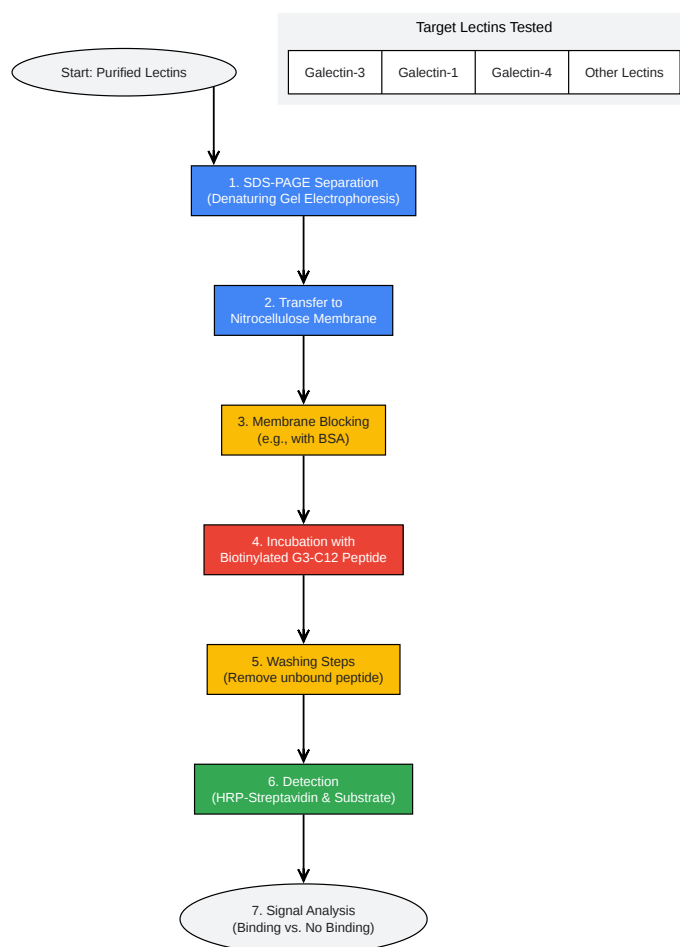 Target Lectins Tested
Start: Purified Lectins
Galectin-3
Galectin-1
Galectin-4
Other Lectins
1. SDS-PAGE Separation
(Denaturing Gel Electrophoresis)
2. Transfer to
Nitrocellulose Membrane
3. Membrane Blocking
(e.g., with BSA)
4. Incubation with
Biotinylated G3-C12 Peptide
5. Washing Steps
(Remove unbound peptide)
6. Detection
(HRP-Streptavidin & Substrate)
7. Signal Analysis
(Binding vs. No Binding)